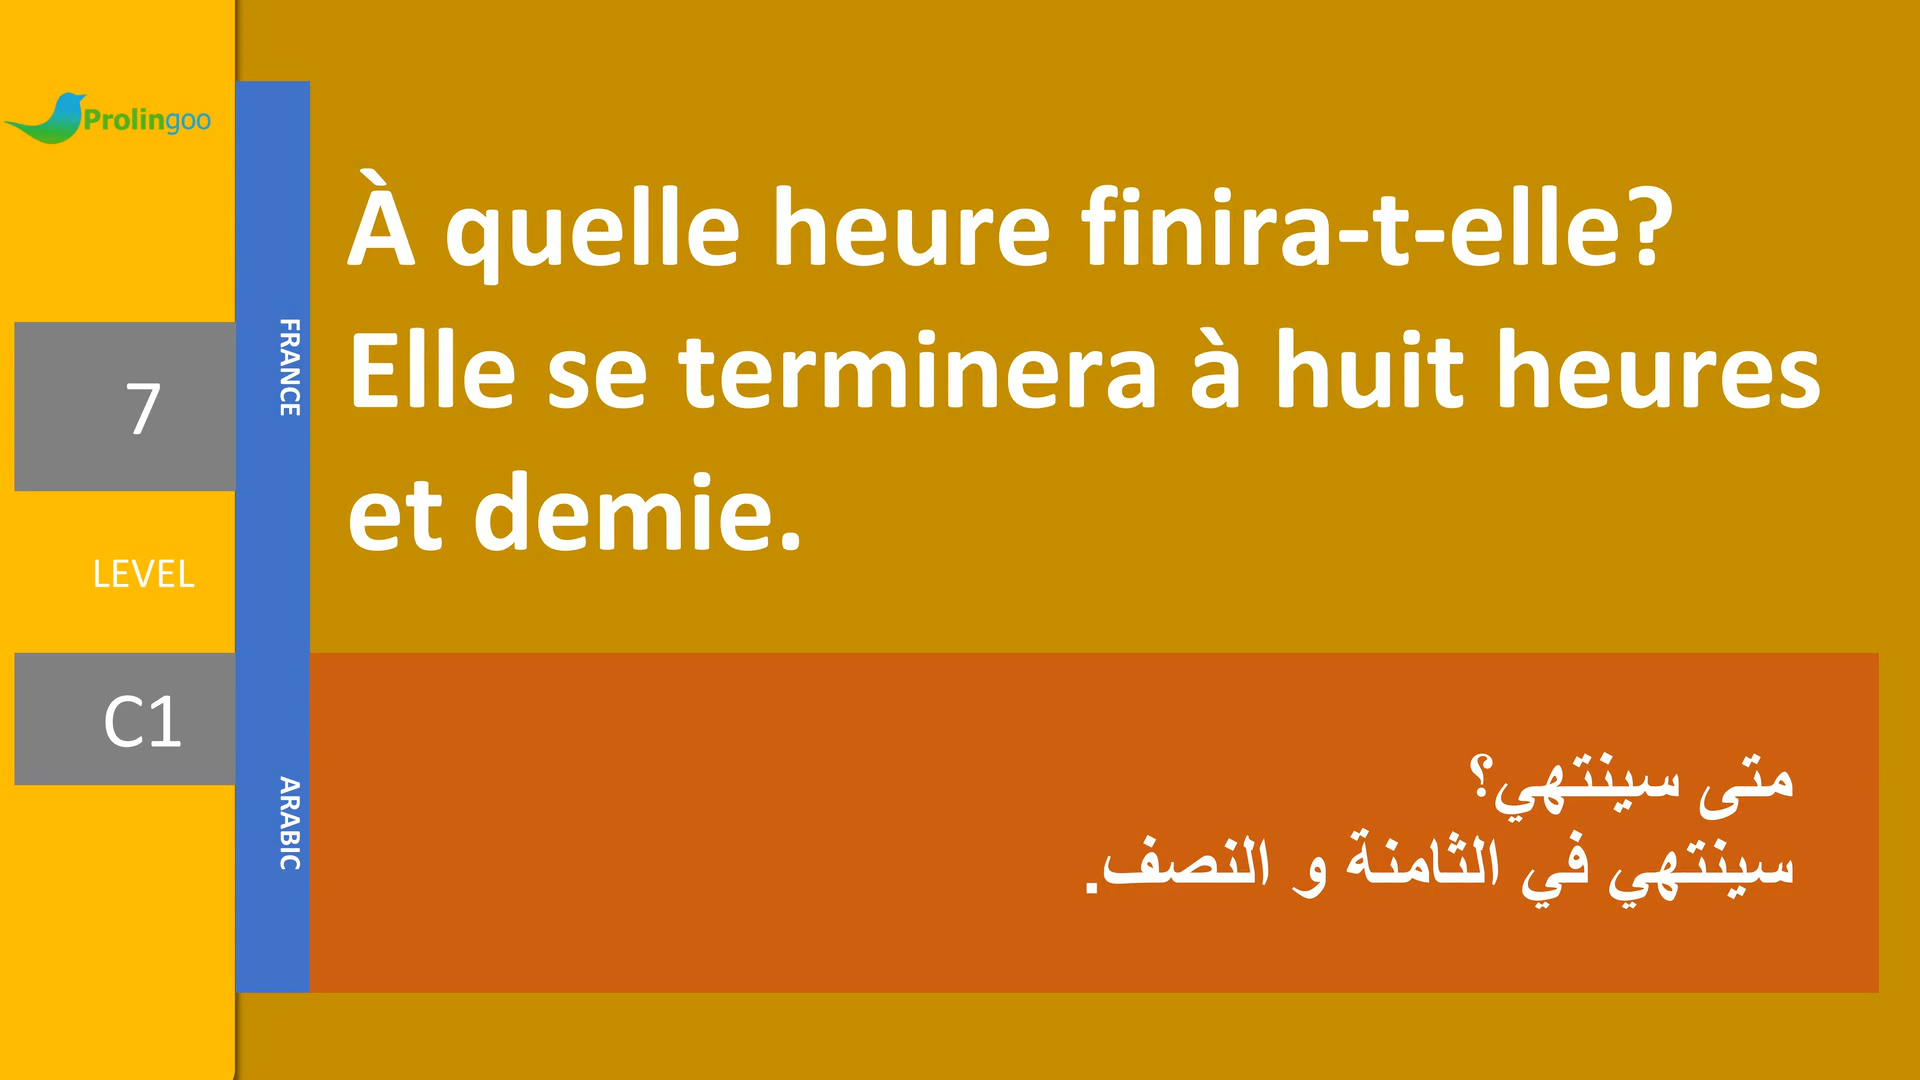 Prolingoo
7
LEVEL
C1
FRANCE
À quelle heure finira-t-elle?
Elle se terminera à huit heures
et demie.
ARABIC
متى سينتهي؟
سينتهي في الثامنة و النصف.